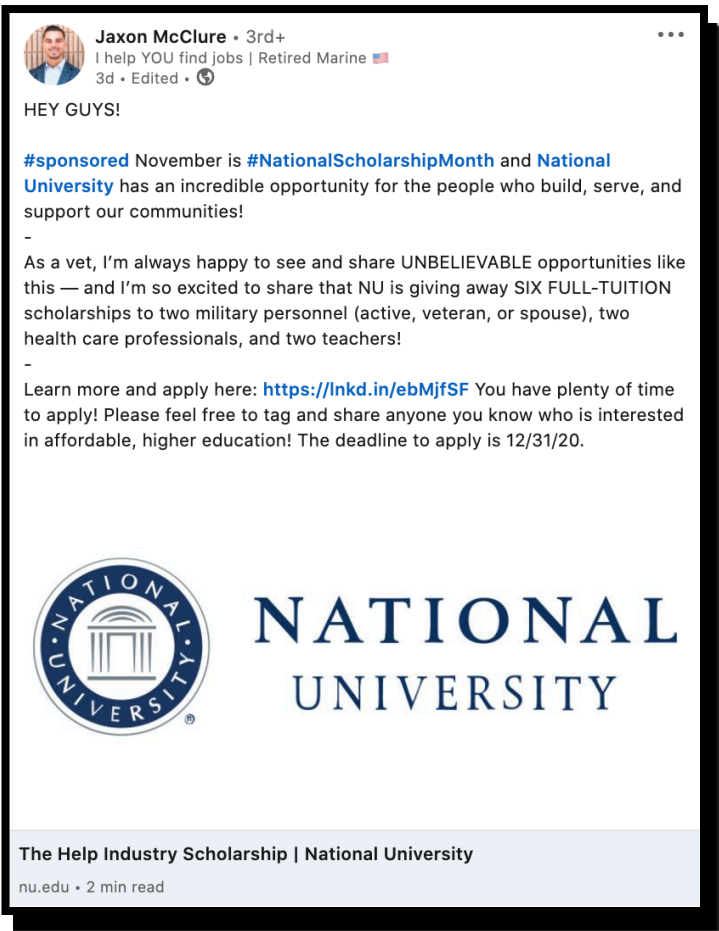 Jaxon McClure • 3rd+
I help YOU find jobs | Retired Marine 🇺🇸
3d • Edited •
HEY GUYS!
#sponsored November is #NationalScholarshipMonth and National
University has an incredible opportunity for the people who build, serve, and
support our communities!
-
As a vet, I’m always happy to see and share UNBELIEVABLE opportunities like
this — and I’m so excited to share that NU is giving away SIX FULL-TUITION
scholarships to two military personnel (active, veteran, or spouse), two
health care professionals, and two teachers!
-
Learn more and apply here: https://lnkd.in/ebMjfSF You have plenty of time
to apply! Please feel free to tag and share anyone you know who is interested
in affordable, higher education! The deadline to apply is 12/31/20.
· NATIONAL ·
UNIVERSITY
®
NATIONAL
UNIVERSITY
The Help Industry Scholarship | National University
nu.edu • 2 min read